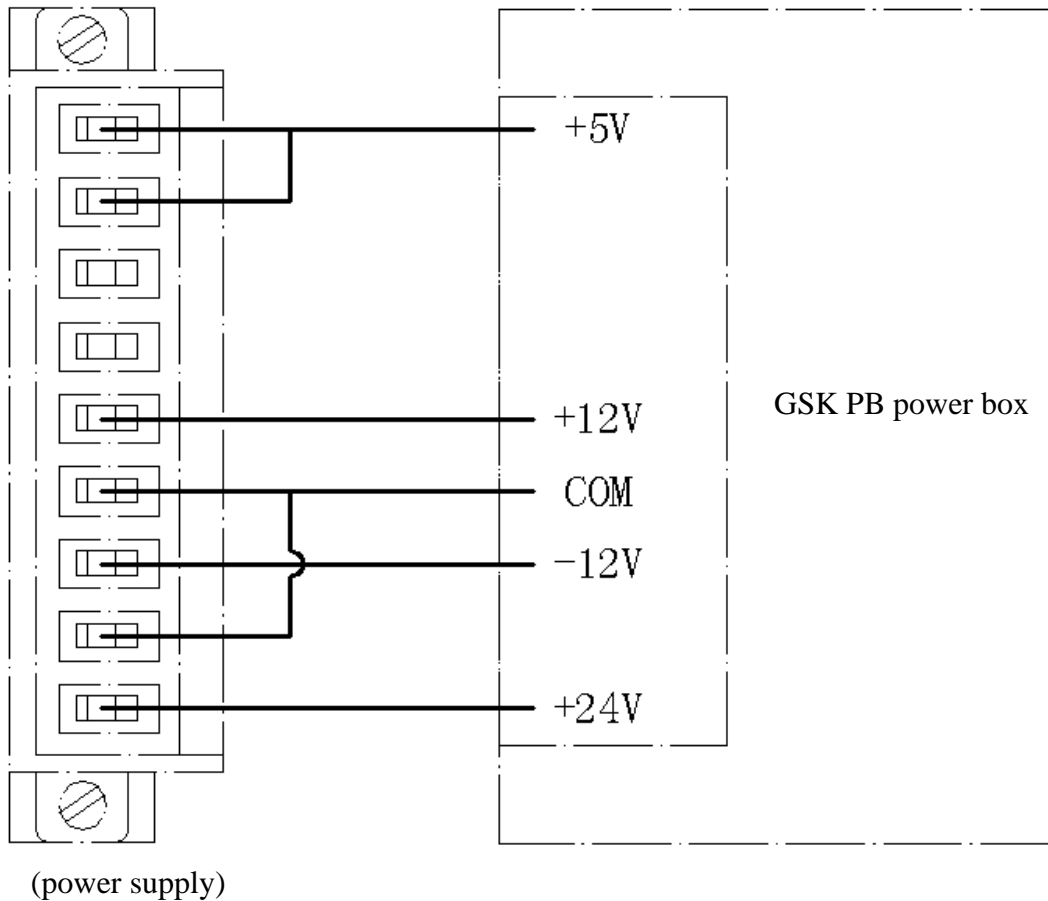 +5V
+12V
GSK PB power box
COM
-12V
+24V
(power supply)